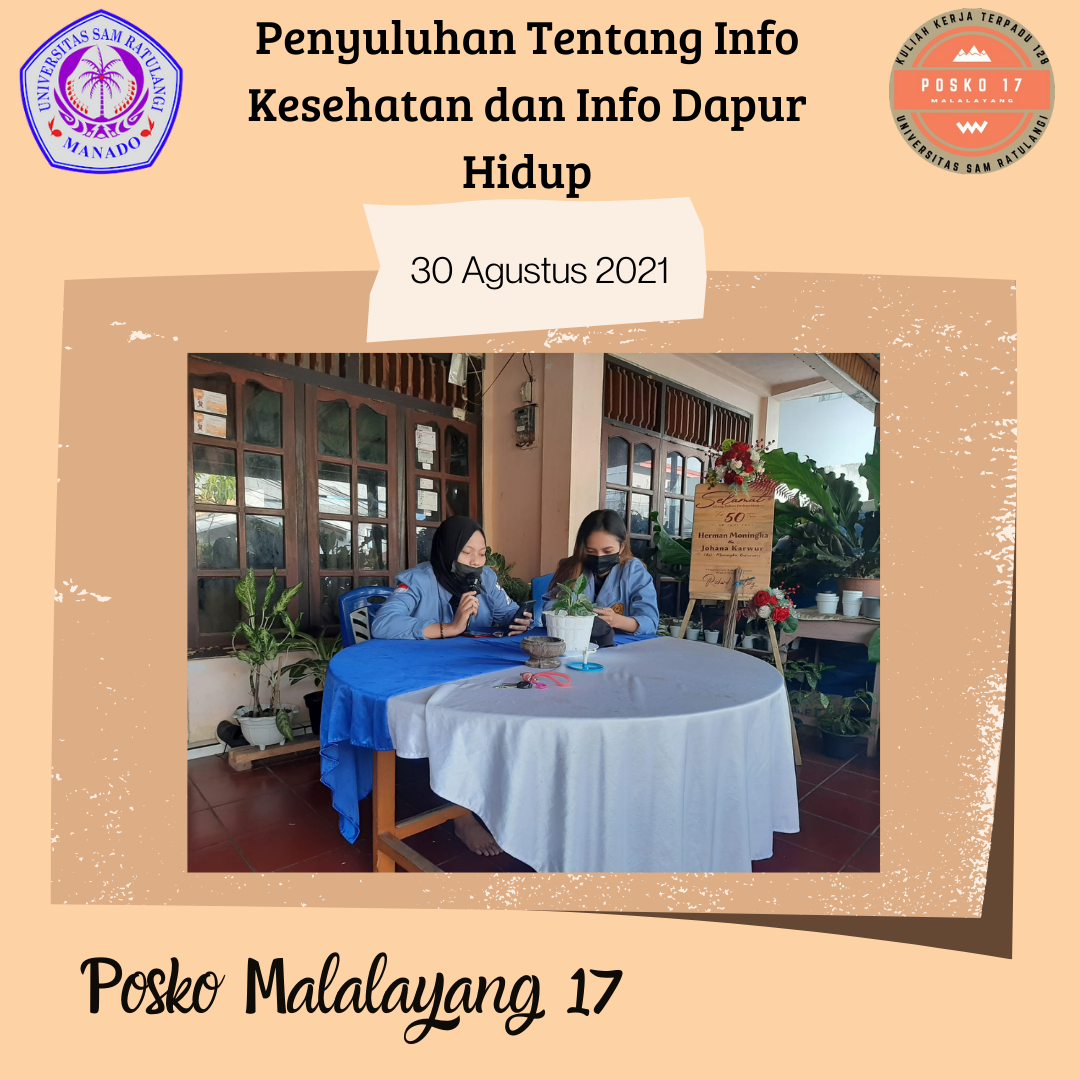 Penyuluhan Tentang Info
Kesehatan dan Info Dapur
Hidup
UNIVERSITAS SAM RATULANGI
MANADO
KULIAH KERJA TERPADU 128
POSKO 17
MALALAYANG
UNIVERSITAS SAM RATULANGI
30 Agustus 2021
Selamat
50
Herman Moningka
&
Johana Karwur
Posko Malalayang 17